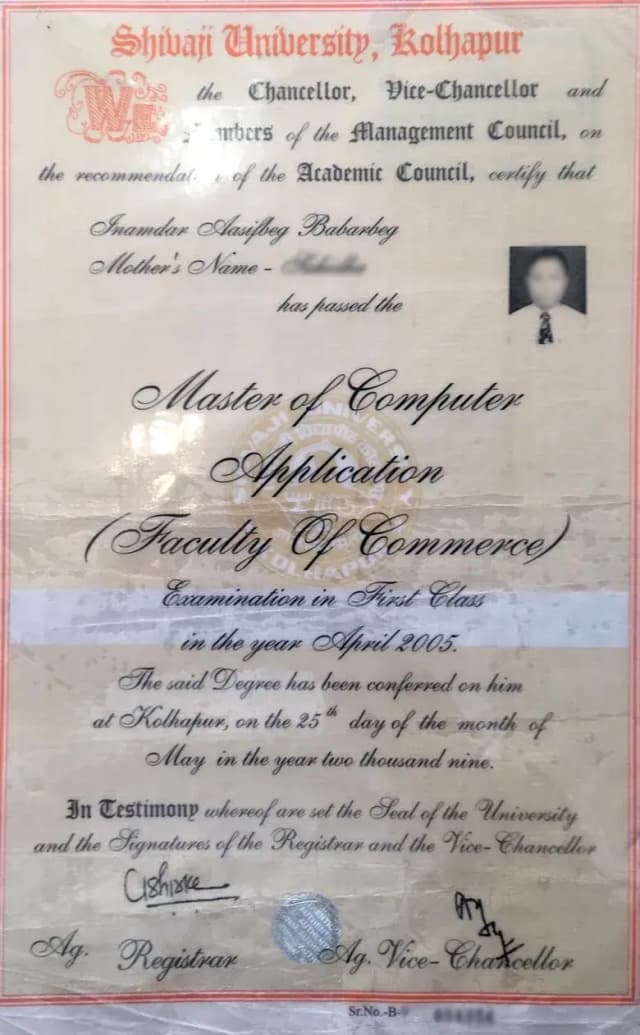 Shivaji University, Kolhapur
WE the Chancellor, Vice-Chancellor and
Members of the Management Council, on
the recommendat of the Academic Council, certify that
Inamdar Aasifbeg Babarbeg
Mother's Name -
has passed the
Master of Computer
Application
(Faculty Of Commerce)
Examination in First Class
in the year April 2005.
The said Degree has been conferred on him
at Kolhapur, on the 25th day of the month of
May in the year two thousand nine.
In Testimony whereof are set the Seal of the University
and the Signatures of the Registrar and the Vice-Chancellor
Ag. Registrar Ag. Vice-Chancellor
Sr.No.-B-